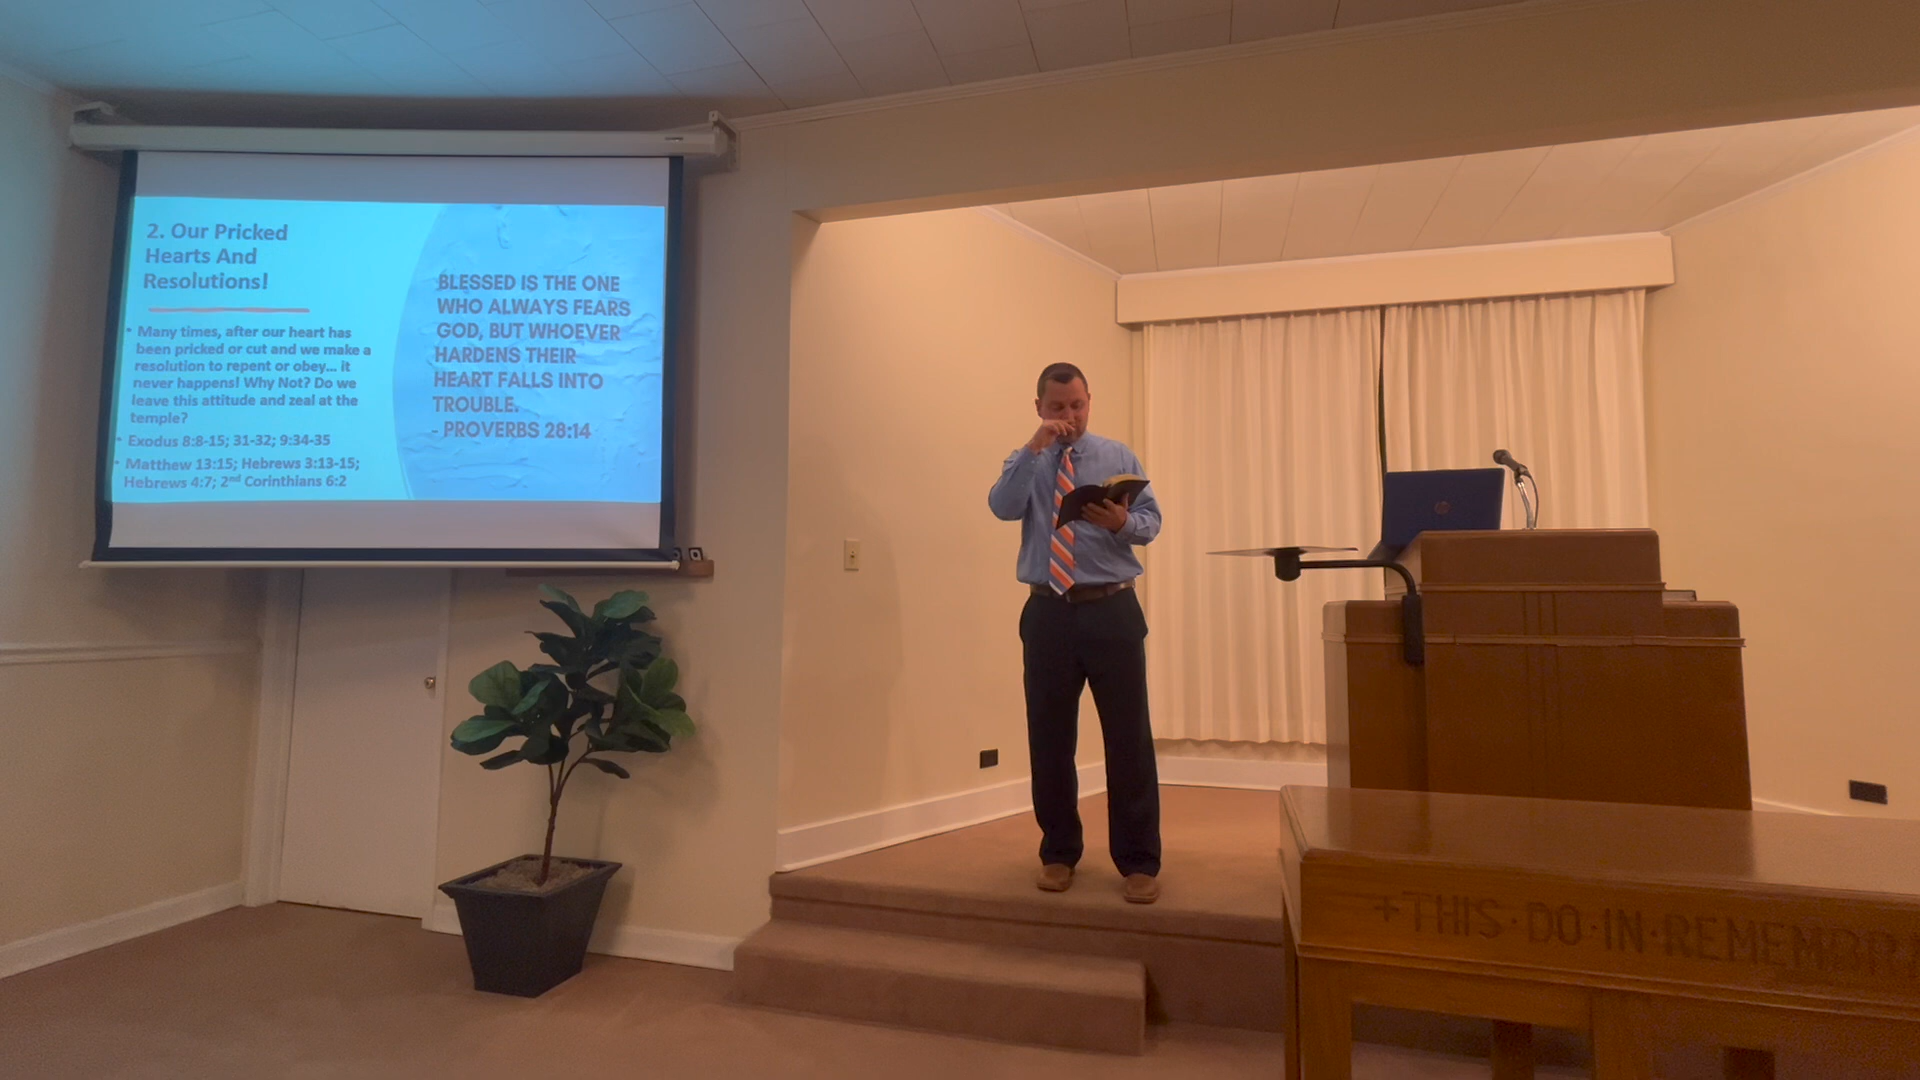 2. Our Pricked
Hearts And
Resolutions!
• Many times, after our heart has
been pricked or cut and we make a
resolution to repent or obey... it
never happens! Why Not? Do we
leave this attitude and zeal at the
temple?
• Exodus 8:8-15; 31-32; 9:34-35
• Matthew 13:15; Hebrews 3:13-15;
Hebrews 4:7; 2nd Corinthians 6:2
BLESSED IS THE ONE
WHO ALWAYS FEARS
GOD, BUT WHOEVER
HARDENS THEIR
HEART FALLS INTO
TROUBLE.
- PROVERBS 28:14
+THIS·DO·IN·REMEMBRA